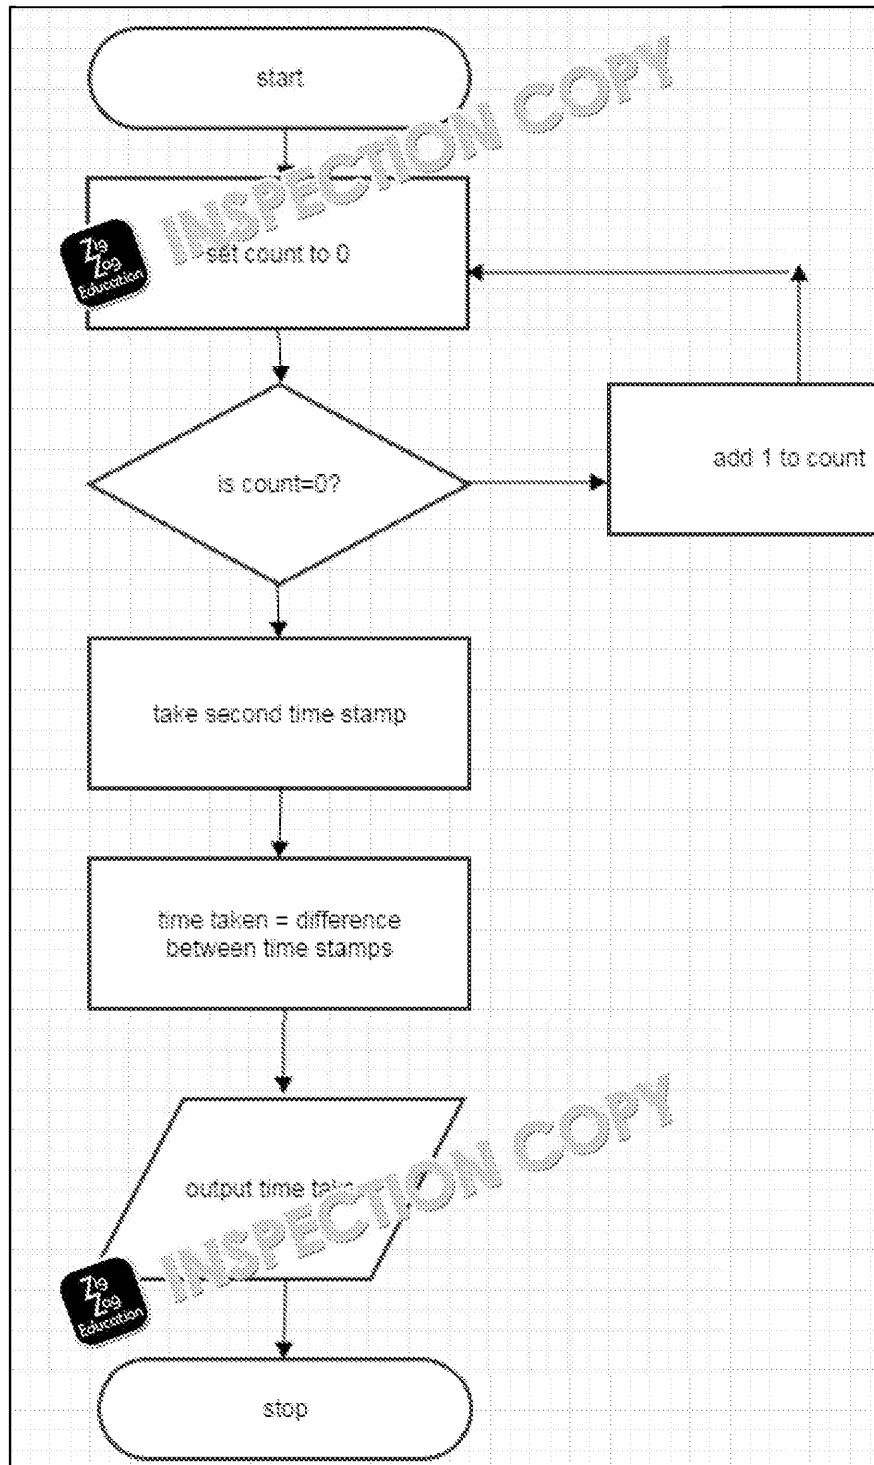 start
INSPECTION COPY
set count to 0
Zig
Zag
Education
is count=0?
add 1 to count
take second time stamp
time taken = difference
between time stamps
output time take
INSPECTION COPY
Zig
Zag
Education
stop